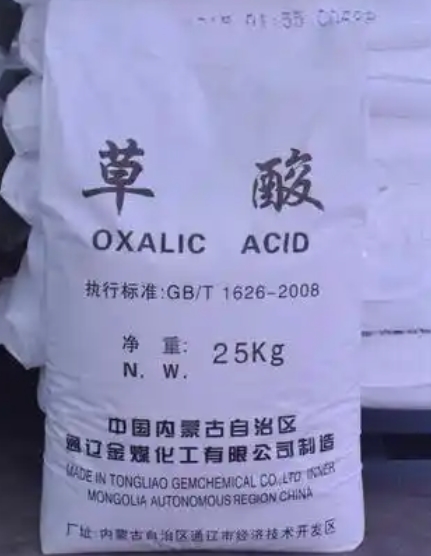 草 酸
OXALIC ACID
执行标准:GB/T 1626-2008
净 重: 25Kg
N. W.
中国内蒙古自治区
通辽金煤化工有限公司制造
MADE IN TONGLIAO GEMCHEMICAL CO.,LTD INNER
MONGOLIA AUTONOMOUS REGION CHINA
厂址:内蒙古自治区通辽市经济技术开发区